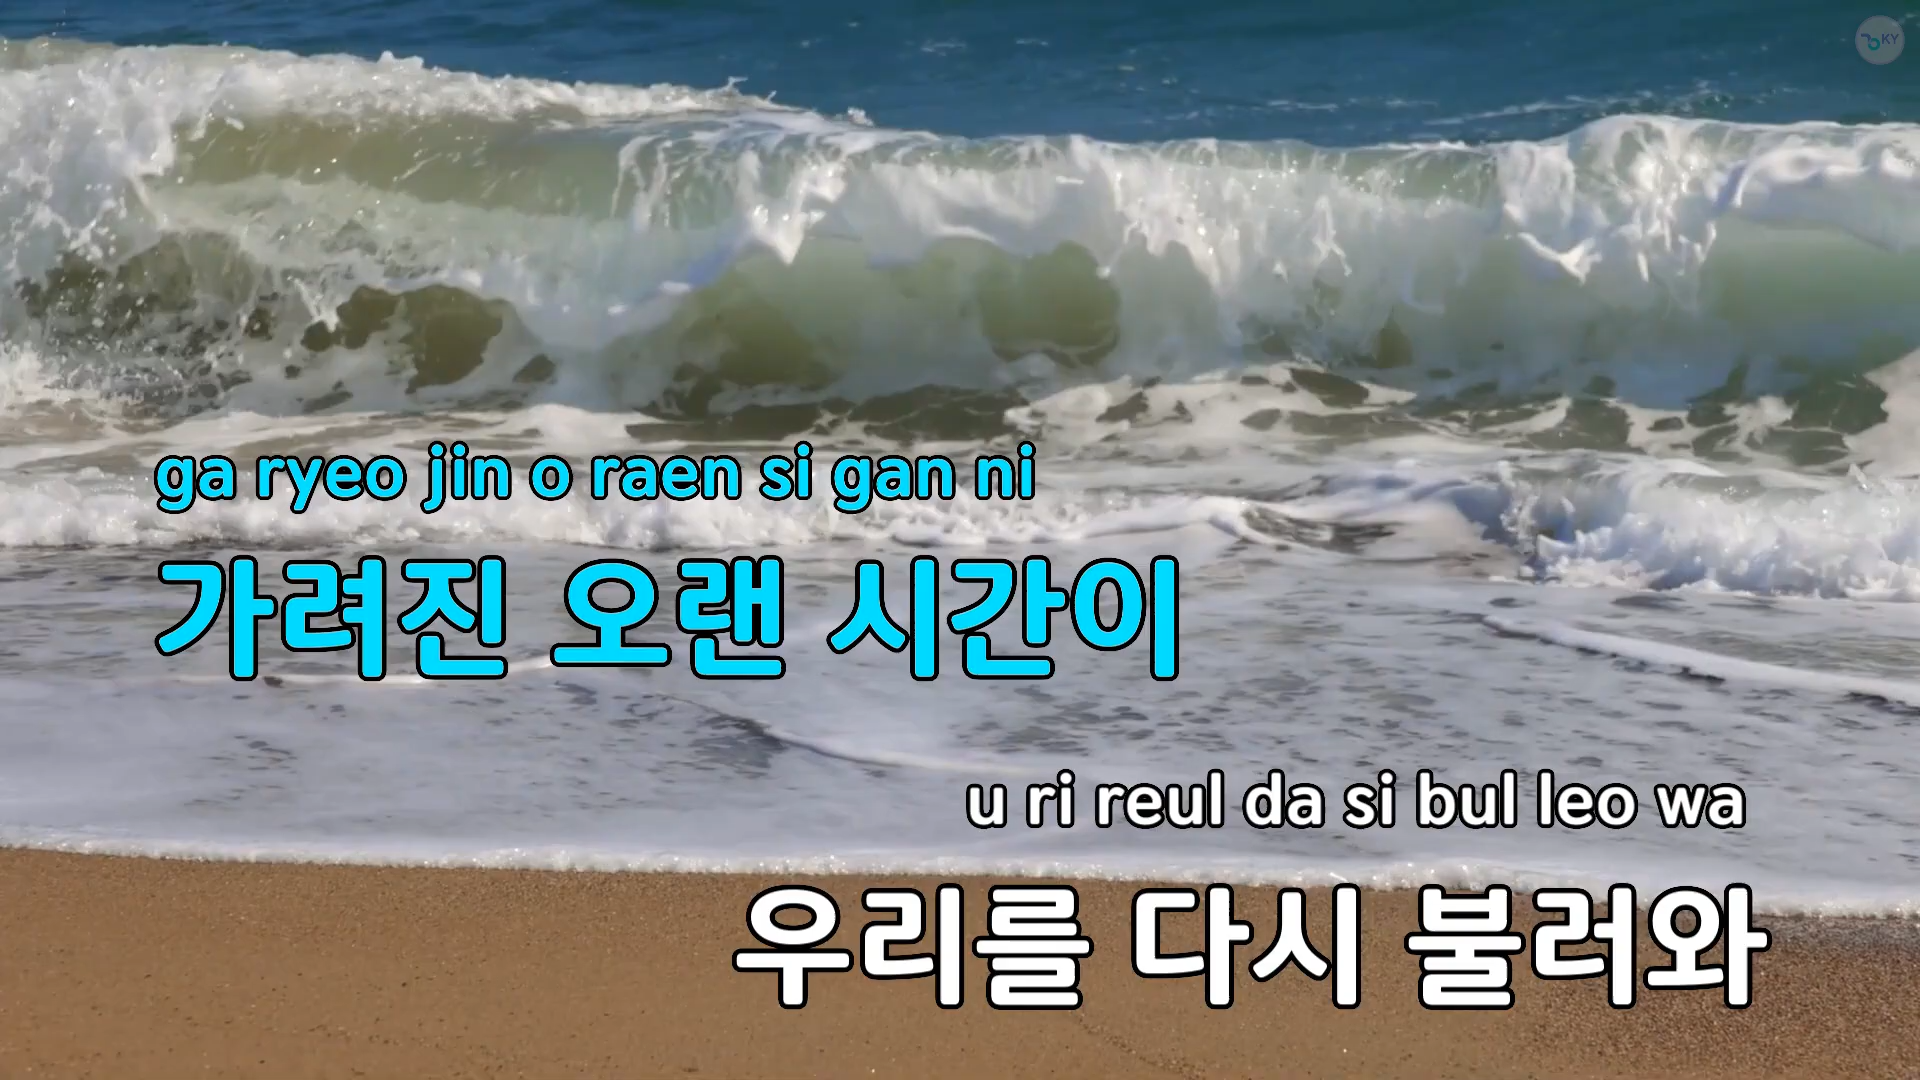 KY
ga ryeo jin o raen si gan ni
가려진 오랜 시간이
u ri reul da si bul leo wa
우리를 다시 불러와